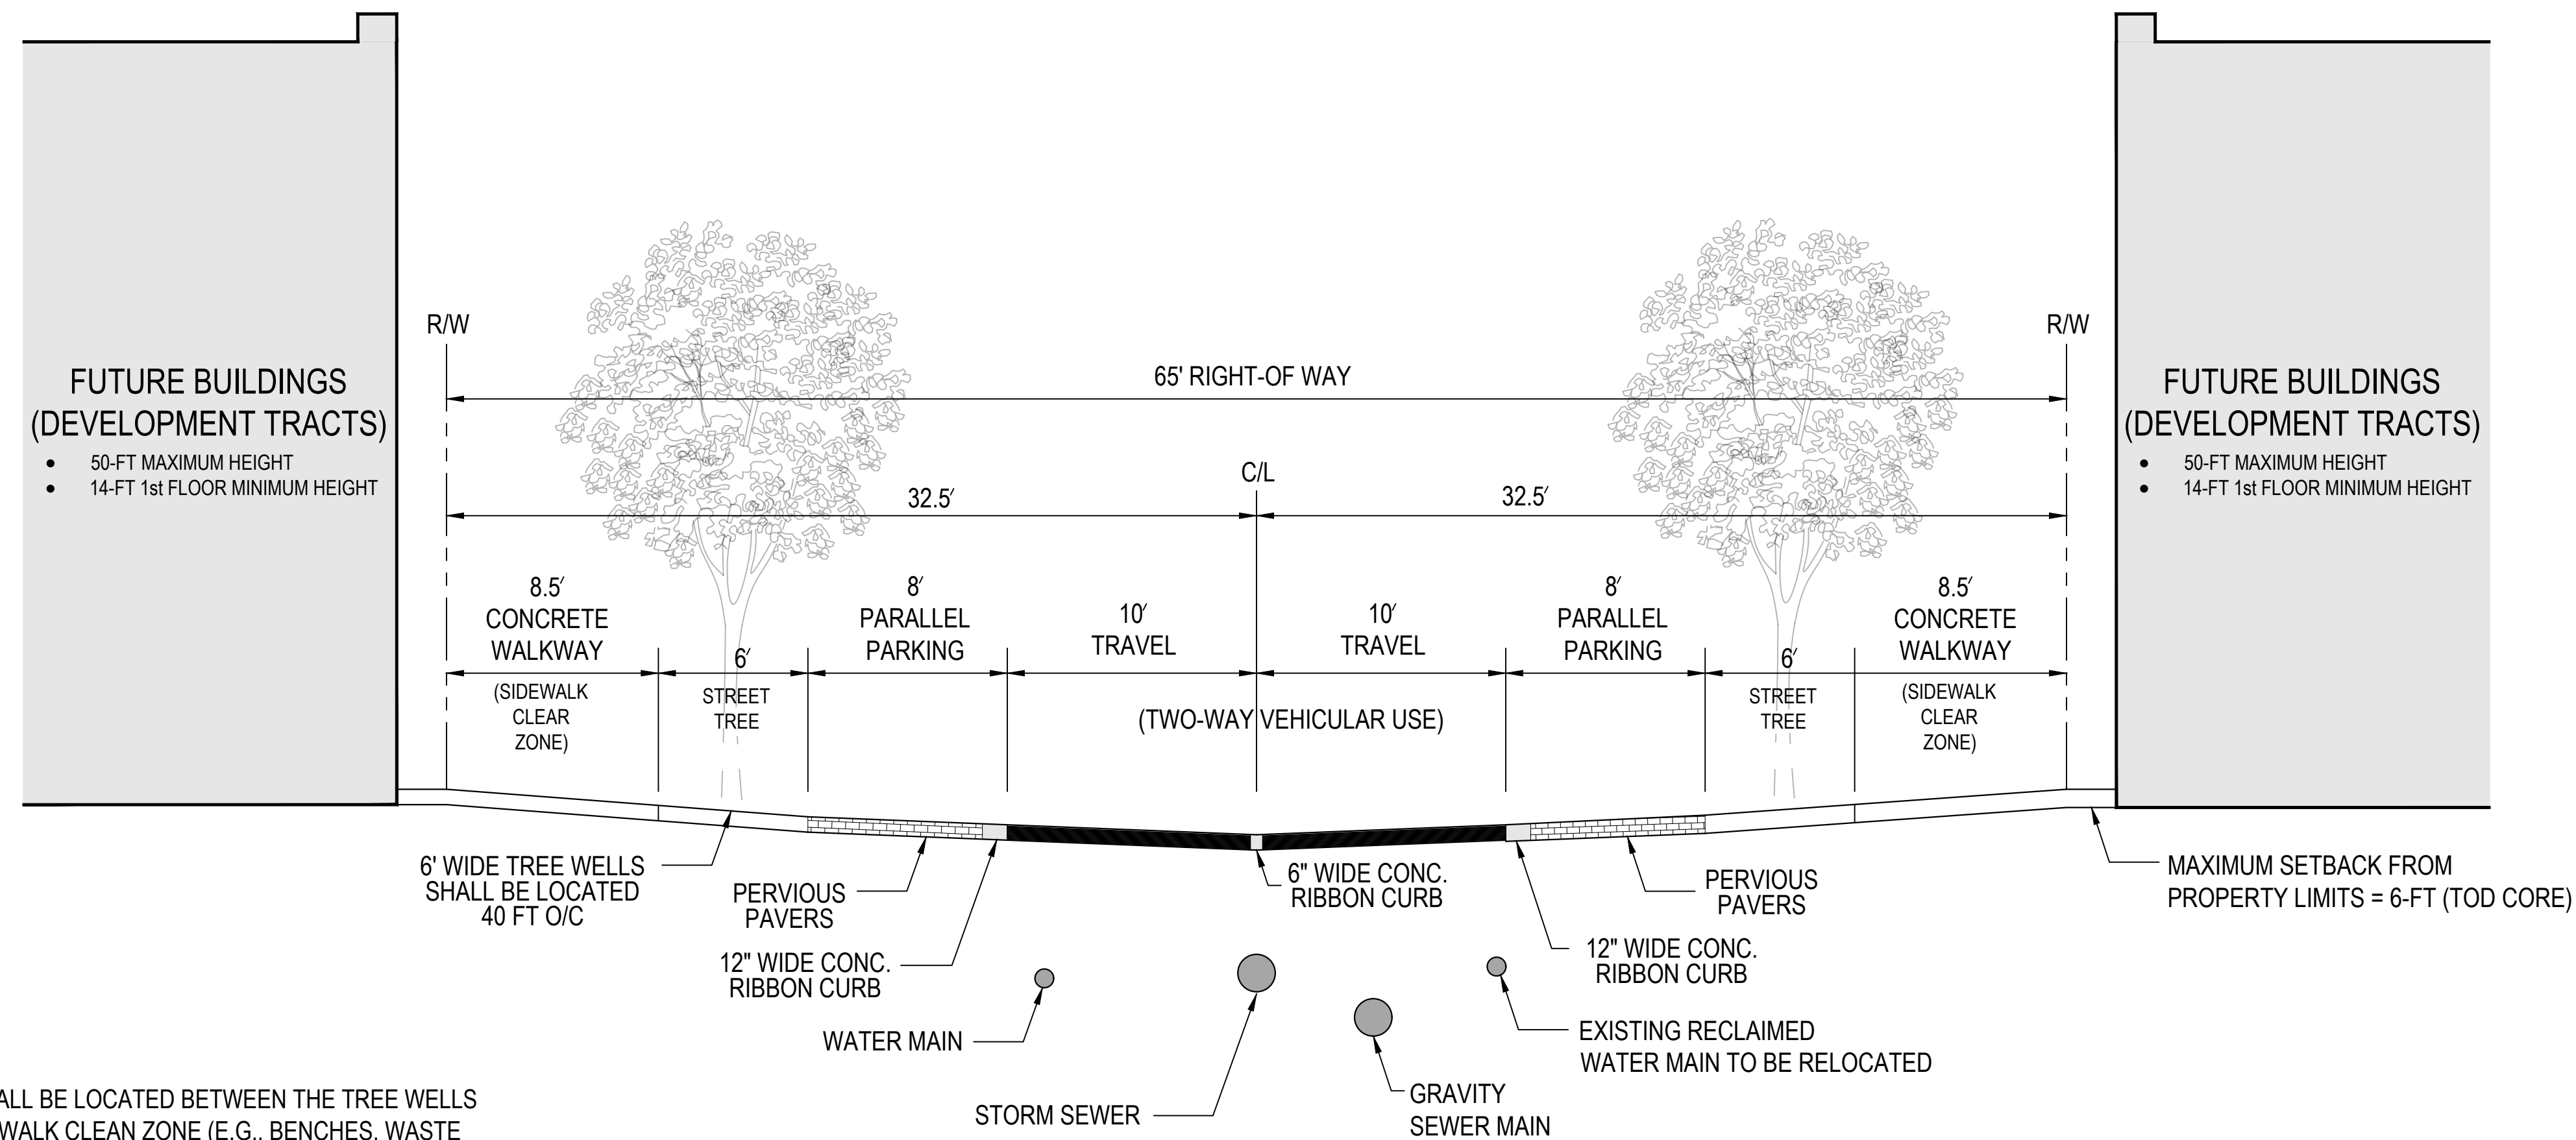 R/W
R/W
65' RIGHT-OF WAY
FUTURE BUILDINGS
(DEVELOPMENT TRACTS)
• 50-FT MAXIMUM HEIGHT
• 14-FT 1st FLOOR MINIMUM HEIGHT
FUTURE BUILDINGS
(DEVELOPMENT TRACTS)
• 50-FT MAXIMUM HEIGHT
• 14-FT 1st FLOOR MINIMUM HEIGHT
C/L
32.5'
32.5'
8.5'
CONCRETE
WALKWAY
(SIDEWALK
CLEAR
ZONE)
6'
STREET
TREE
8'
PARALLEL
PARKING
10'
TRAVEL
10'
TRAVEL
(TWO-WAY VEHICULAR USE)
8'
PARALLEL
PARKING
6'
STREET
TREE
8.5'
CONCRETE
WALKWAY
(SIDEWALK
CLEAR
ZONE)
6' WIDE TREE WELLS
SHALL BE LOCATED
40 FT O/C
PERVIOUS
PAVERS
12" WIDE CONC.
RIBBON CURB
6" WIDE CONC.
RIBBON CURB
PERVIOUS
PAVERS
12" WIDE CONC.
RIBBON CURB
MAXIMUM SETBACK FROM
PROPERTY LIMITS = 6-FT (TOD CORE)
WATER MAIN
STORM SEWER
GRAVITY
SEWER MAIN
EXISTING RECLAIMED
WATER MAIN TO BE RELOCATED
ALL BE LOCATED BETWEEN THE TREE WELLS
WALK CLEAN ZONE (E.G., BENCHES, WASTE